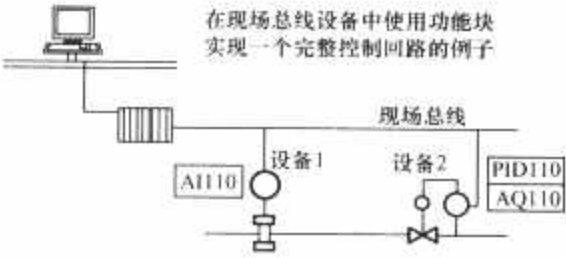 在现场总线设备中使用功能块
实现一个完整控制回路的例子
现场总线
设备1
设备2
AI110
PID110
AQ110